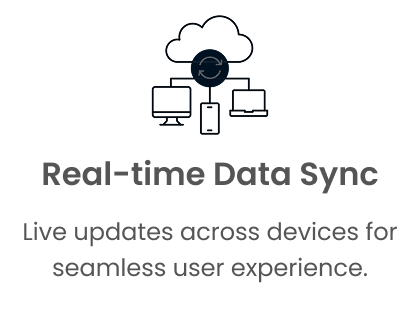 Real-time Data Sync
Live updates across devices for
seamless user experience.